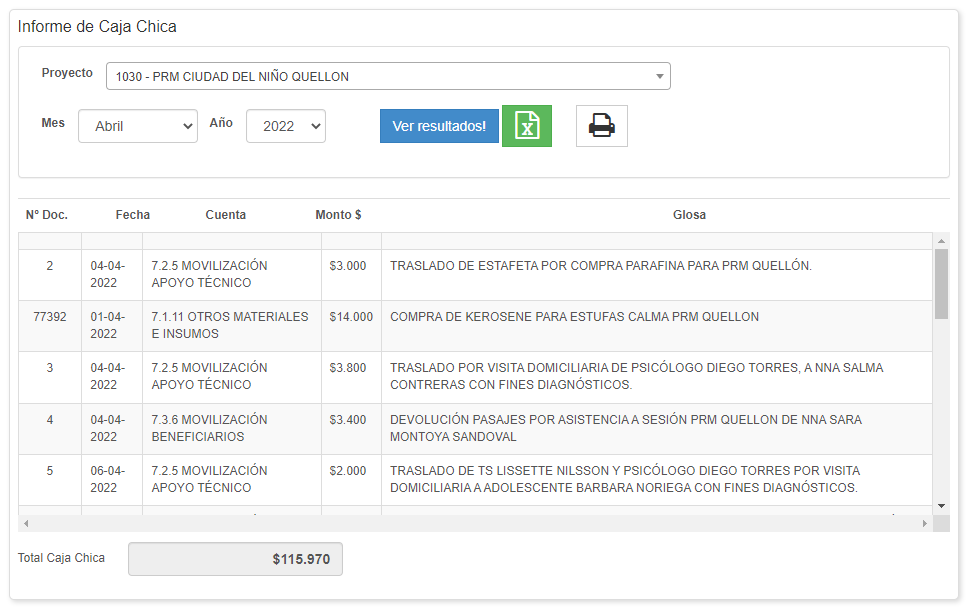 Informe de Caja Chica
Proyecto
1030 - PRM CIUDAD DEL NIÑO QUELLON
Mes
Abril
Año
2022
Ver resultados!
N° Doc.
Fecha
Cuenta
Monto $
Glosa
2
04-04-
2022
7.2.5 MOVILIZACIÓN
APOYO TÉCNICO
$3.000
TRASLADO DE ESTAFETA POR COMPRA PARAFINA PARA PRM QUELLÓN.
77392
01-04-
2022
7.1.11 OTROS MATERIALES
E INSUMOS
$14.000
COMPRA DE KEROSENE PARA ESTUFAS CALMA PRM QUELLON
3
04-04-
2022
7.2.5 MOVILIZACIÓN
APOYO TÉCNICO
$3.800
TRASLADO POR VISITA DOMICILIARIA DE PSICÓLOGO DIEGO TORRES, A NNA SALMA
CONTRERAS CON FINES DIAGNÓSTICOS.
4
04-04-
2022
7.3.6 MOVILIZACIÓN
BENEFICIARIOS
$3.400
DEVOLUCIÓN PASAJES POR ASISTENCIA A SESIÓN PRM QUELLON DE NNA SARA
MONTOYA SANDOVAL
5
06-04-
2022
7.2.5 MOVILIZACIÓN
APOYO TÉCNICO
$2.000
TRASLADO DE TS LISSETTE NILSSON Y PSICÓLOGO DIEGO TORRES POR VISITA
DOMICILIARIA A ADOLESCENTE BARBARA NORIEGA CON FINES DIAGNÓSTICOS.
Total Caja Chica
$115.970